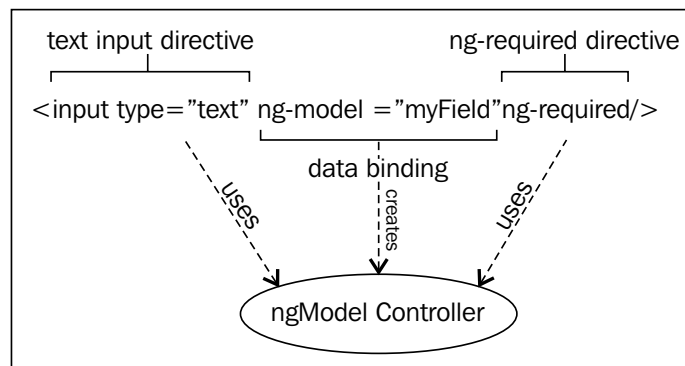 text input directive ng-required directive
<input type="text" ng-model ="myField"ng-required/>
data binding
uses creates uses
ngModel Controller